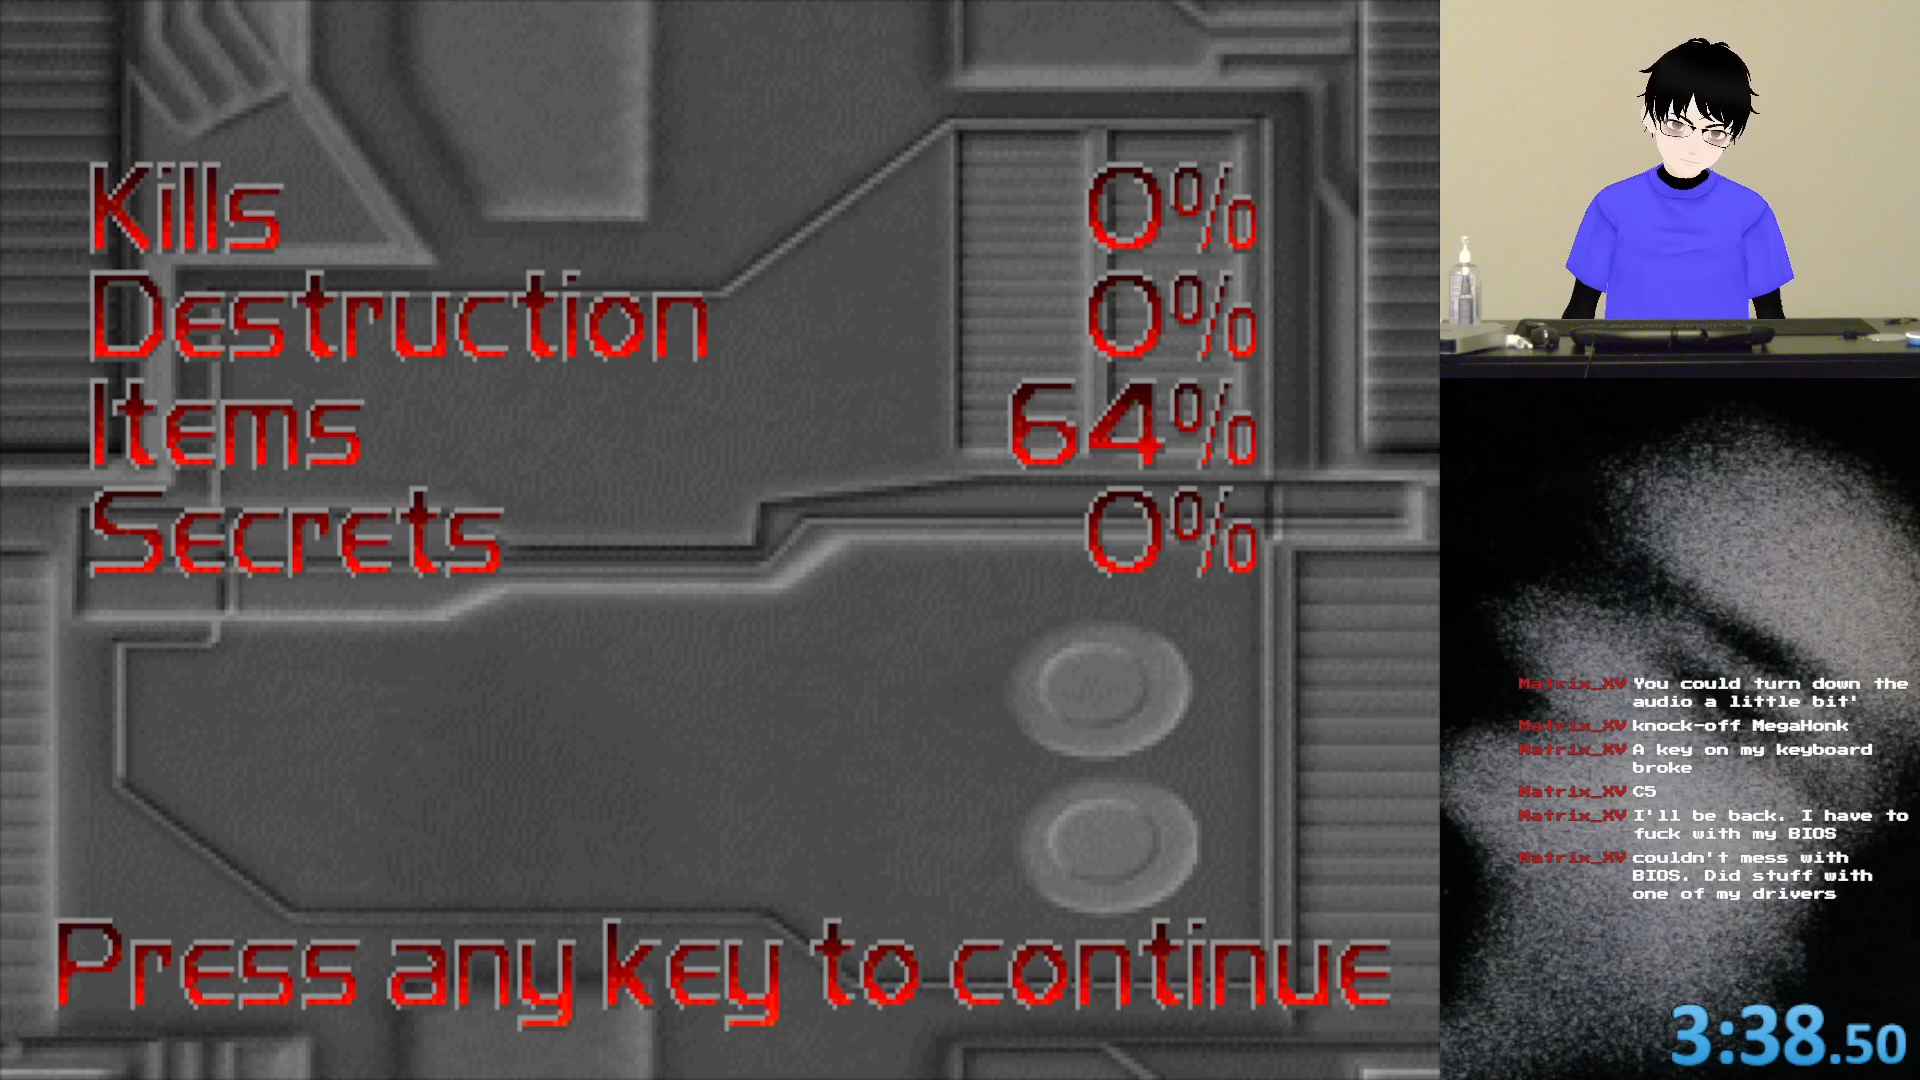 Kills 0%
Destruction 0%
Items 64%
Secrets 0%
Press any key to continue
Matrix_XV You could turn down the
audio a little bit'
Matrix_XV knock-off MegaHonk
Matrix_XV A key on my keyboard
broke
Matrix_XV C5
Matrix_XV I'll be back. I have to
fuck with my BIOS
Matrix_XV couldn't mess with
BIOS. Did stuff with
one of my drivers
3:38.50